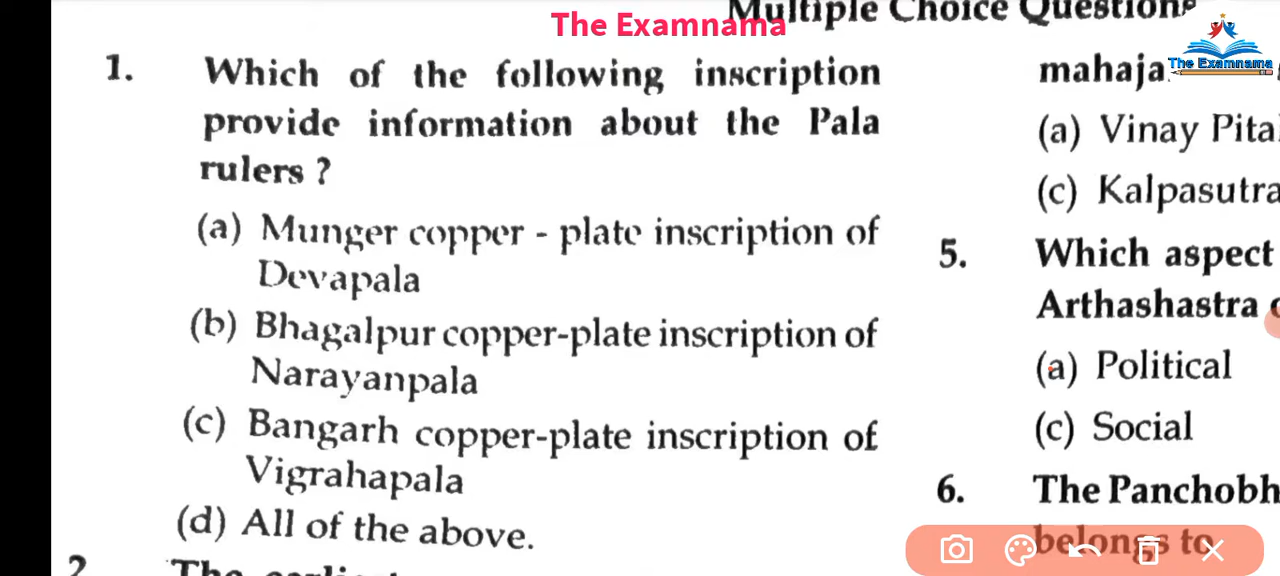 Multiple Choice Questions
The Examnama
1. Which of the following inscription
provide information about the Pala
rulers ?
(a) Munger copper - plate inscription of
Devapala
(b) Bhagalpur copper-plate inscription of
Narayanpala
(c) Bangarh copper-plate inscription of
Vigrahapala
(d) All of the above.
2
The Examnama
mahaja
(a) Vinay Pita
(c) Kalpasutra
5. Which aspect
Arthashastra
(a) Political
(c) Social
6. The Panchobh
belongs to